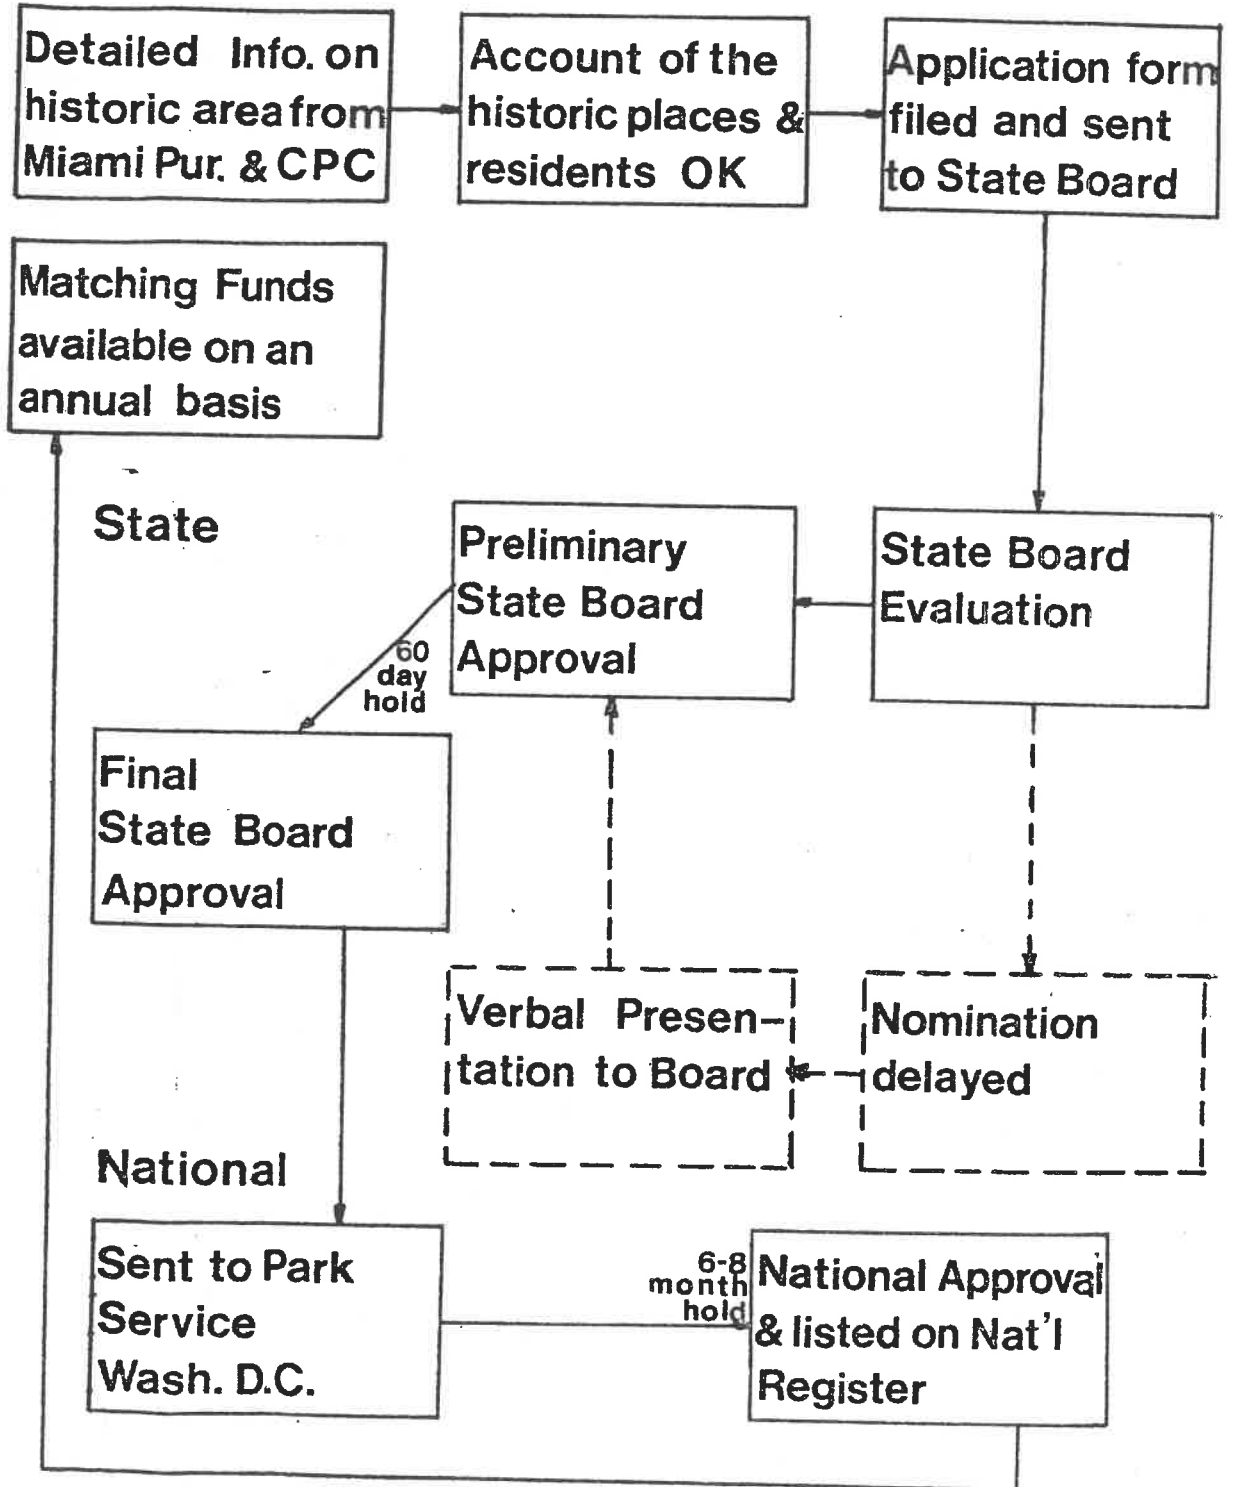 Detailed Info. on
historic area from
Miami Pur. & CPC
Account of the
historic places &
residents OK
Application form
filed and sent
to State Board
Matching Funds
available on an
annual basis
State
Preliminary
State Board
Approval
State Board
Evaluation
60
day
hold
Final
State Board
Approval
Verbal Presen-
tation to Board
Nomination
delayed
National
Sent to Park
Service
Wash. D.C.
6-8
month
hold
National Approval
& listed on Nat'l
Register